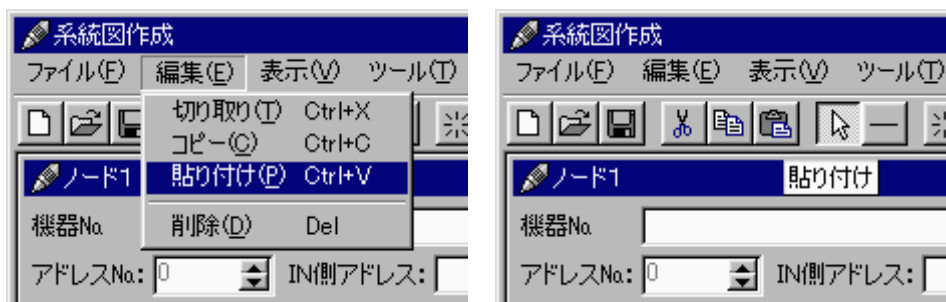 系統図作成
ファイル(F) 編集(E) 表示(V) ツール(T)
切り取り(T) Ctrl+X
コピー(C) Ctrl+C
貼り付け(P) Ctrl+V
削除(D) Del
ノード1
機器No.
アドレスNo.: 0 IN側アドレス:
系統図作成
ファイル(F) 編集(E) 表示(V) ツール(T)
ノード1
貼り付け
機器No.
アドレスNo.: 0 IN側アドレス: